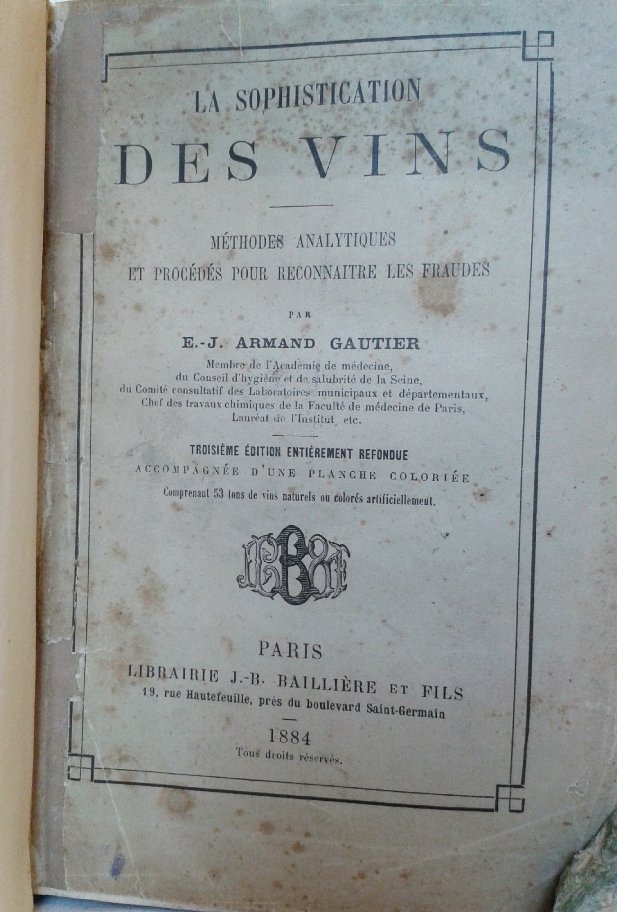 LA SOPHISTICATION
DES VINS
MÉTHODES ANALYTIQUES
ET PROCÉDÉS POUR RECONNAITRE LES FRAUDES
PAR
E.-J. ARMAND GAUTIER
Membre de l'Académie de médecine,
du Conseil d'hygiène et de salubrité de la Seine,
du Comité consultatif des Laboratoires municipaux et départementaux,
Chef des travaux chimiques de la Faculté de médecine de Paris,
Lauréat de l'Institut, etc.
TROISIÈME ÉDITION ENTIÈREMENT REFONDUE
ACCOMPAGNÉE D'UNE PLANCHE COLORIÉE
Comprenant 53 tons de vins naturels ou colorés artificiellement.
PARIS
LIBRAIRIE J.-B. BAILLIÈRE ET FILS
19, rue Hautefeuille, près du boulevard Saint-Germain
1884
Tous droits réservés.